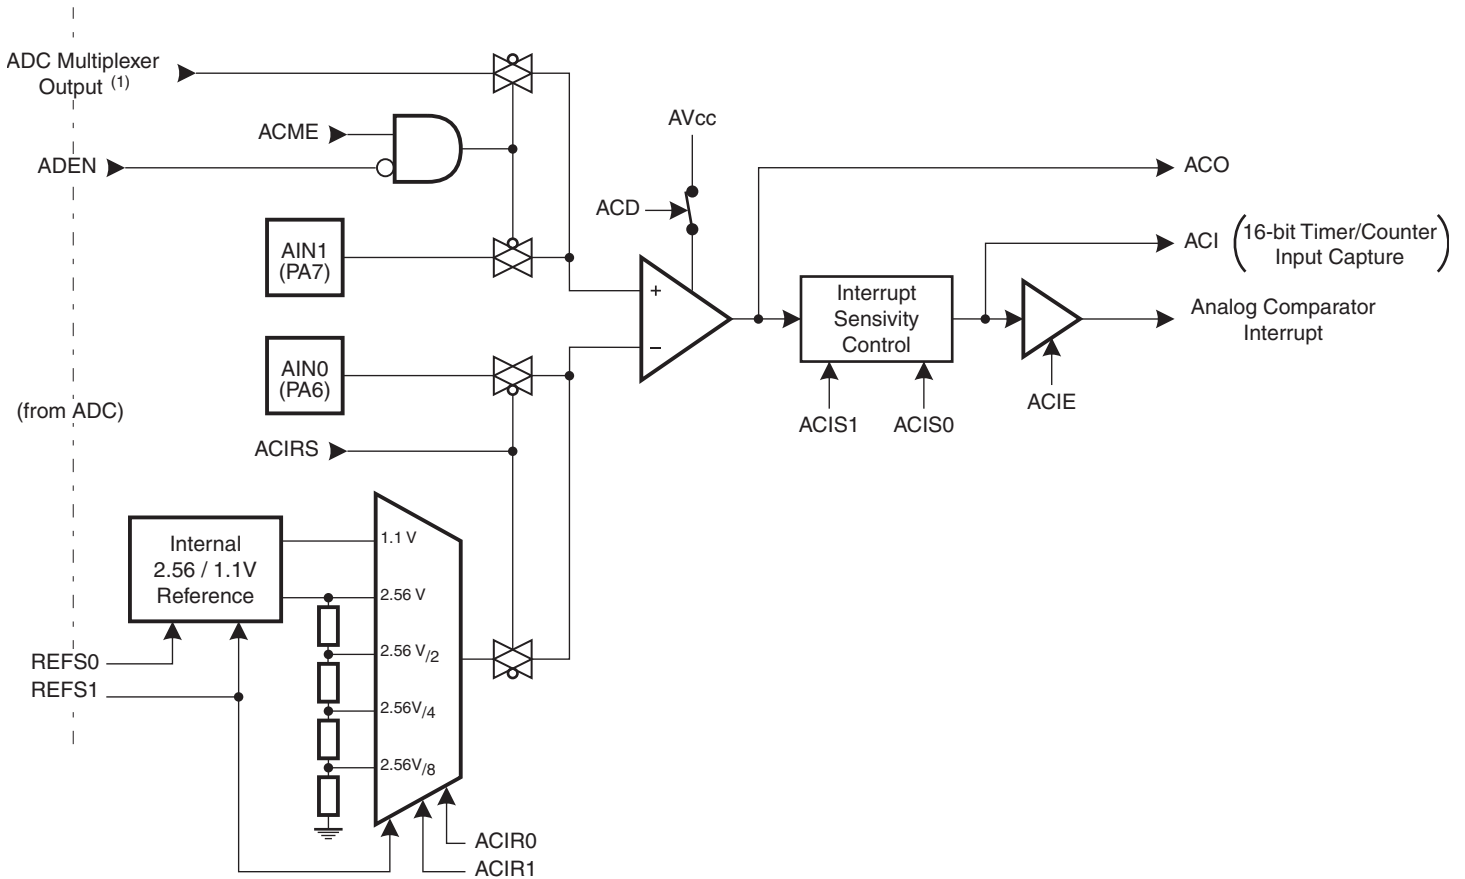 ADC Multiplexer
Output (1)
ACME
ADEN
AIN1
(PA7)
AVcc
ACD
ACO
ACI
16-bit Timer/Counter
Input Capture
+
−
Interrupt
Sensivity
Control
Analog Comparator
Interrupt
AIN0
(PA6)
ACIE
ACIS1
ACIS0
(from ADC)
ACIRS
Internal
2.56 / 1.1V
Reference
1.1 V
2.56 V
2.56 V/2
2.56V/4
2.56V/8
REFS0
REFS1
ACIR0
ACIR1